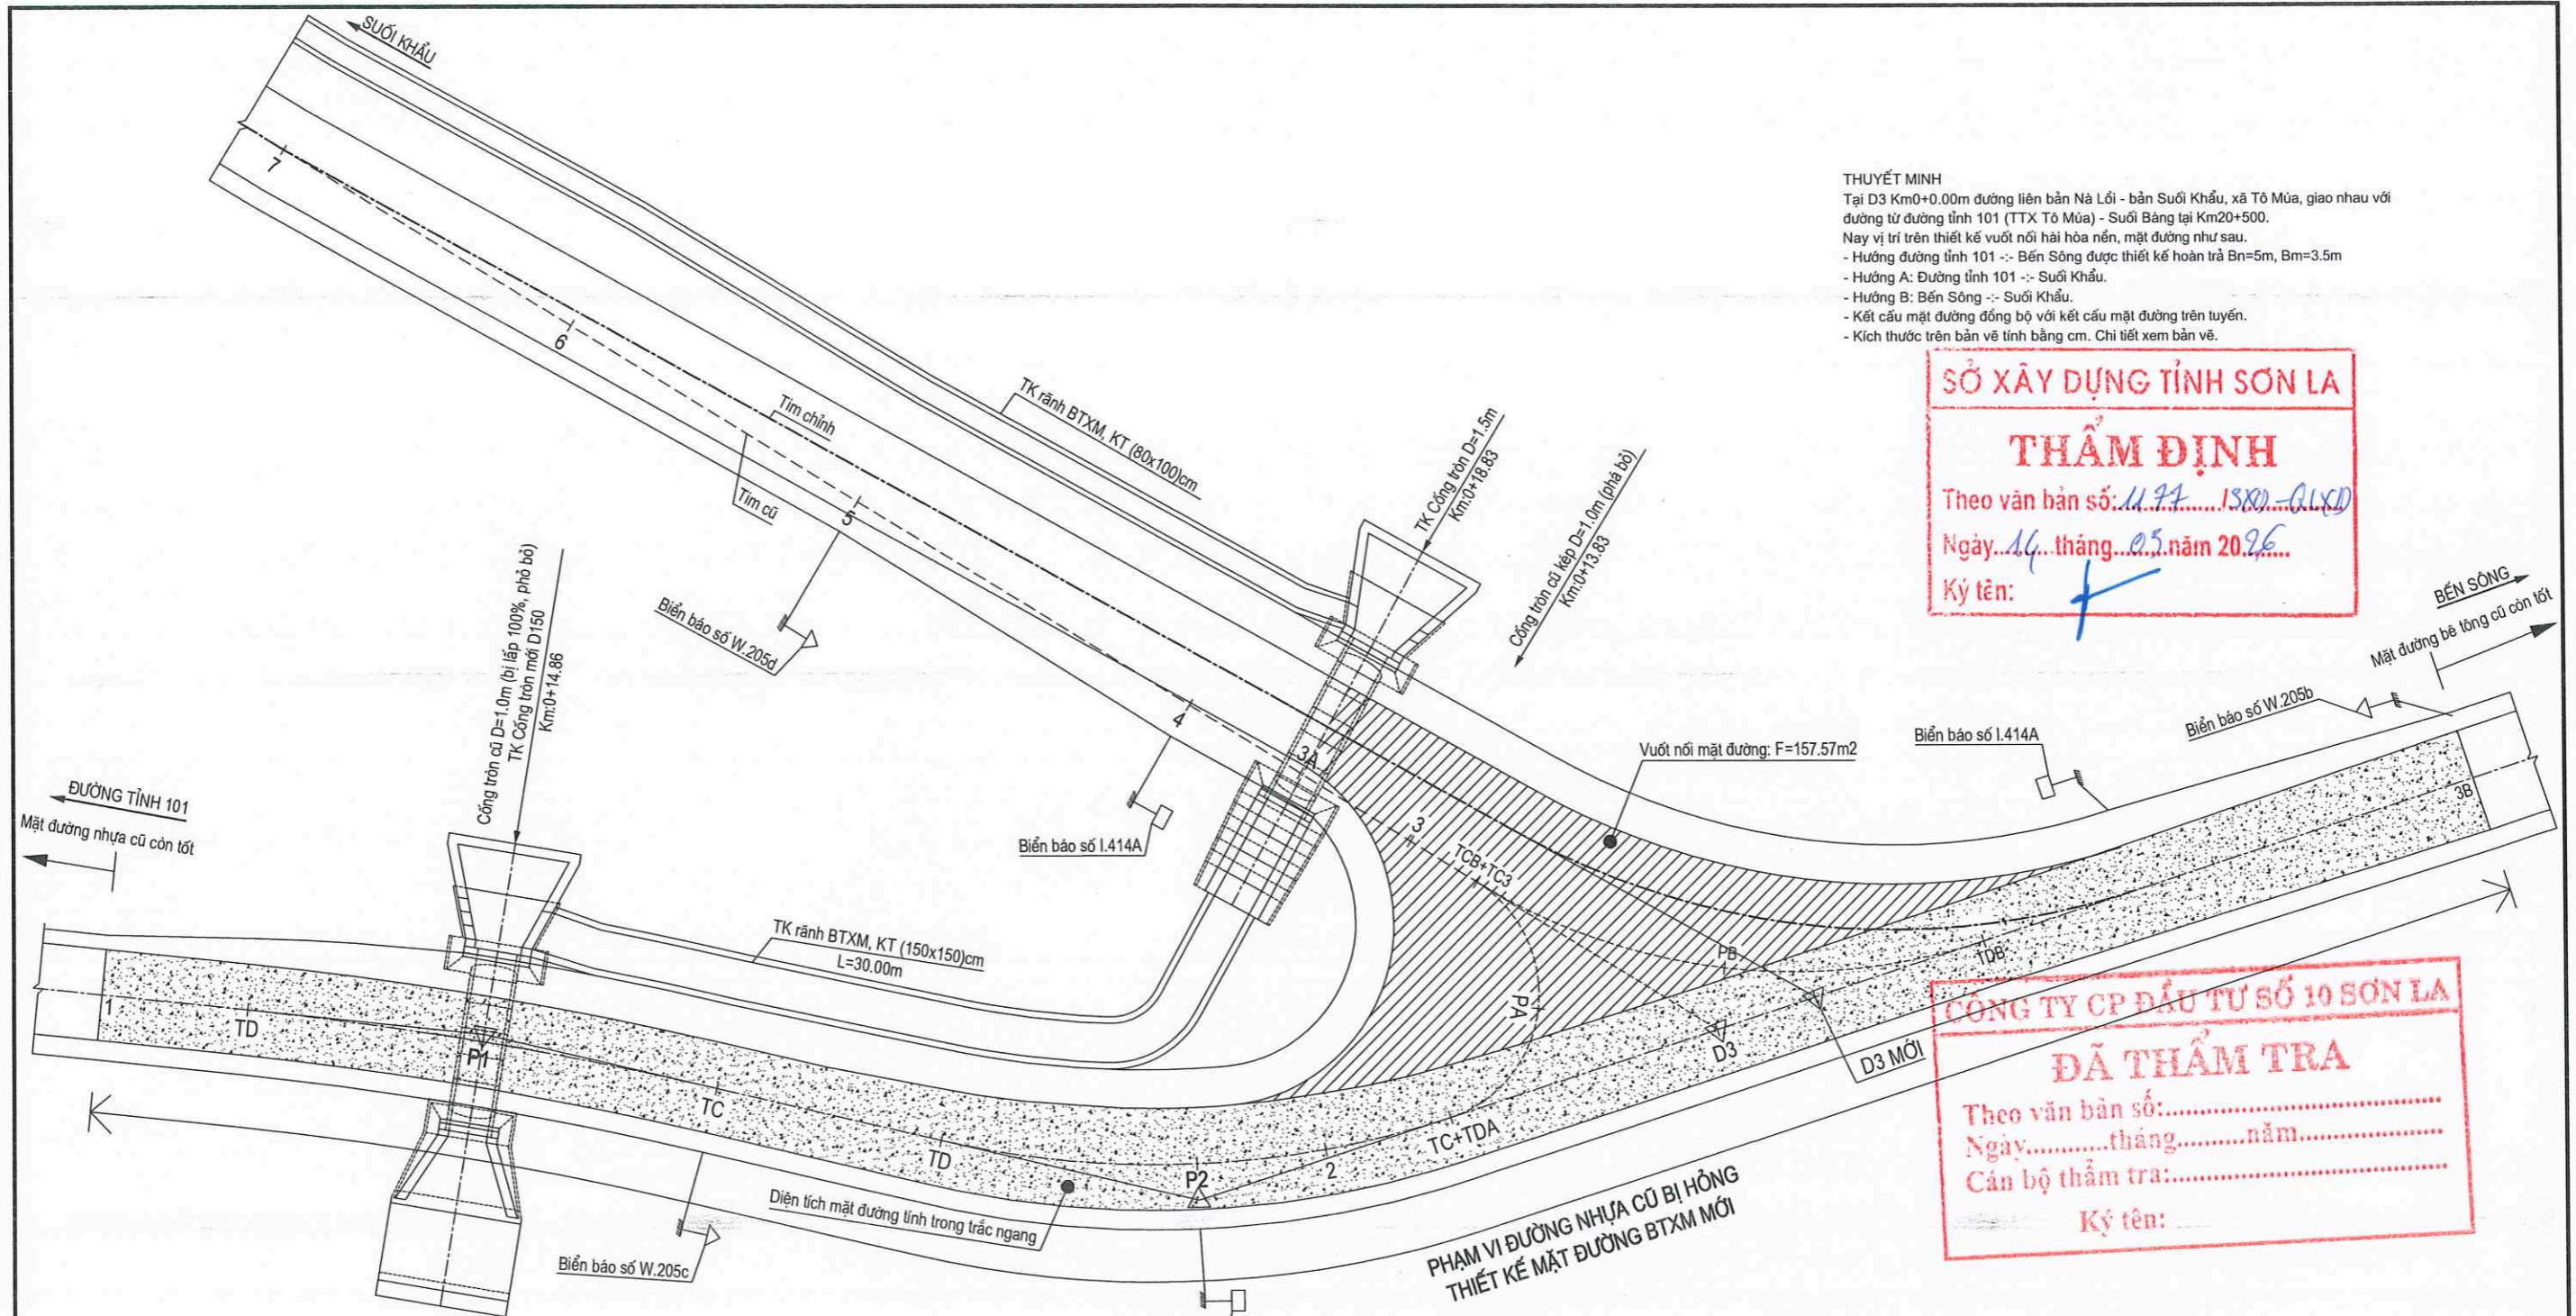 SUỐI KHẨU
7
6
5
4
3A
3
Tim chỉnh
Tim cũ
TK rãnh BTXM, KT (80x100)cm
TK Cống tròn D=1.5m
Km:0+18.83
Cống tròn cũ kép D=1.0m (phá bỏ)
Km:0+13.83
THUYẾT MINH
Tại D3 Km0+0.00m đường liên bản Nà Lồi - bản Suối Khẩu, xã Tô Múa, giao nhau với
đường từ đường tỉnh 101 (TTX Tô Múa) - Suối Bàng tại Km20+500.
Nay vị trí trên thiết kế vuốt nối hài hòa nền, mặt đường như sau.
- Hướng đường tỉnh 101 -:- Bến Sông được thiết kế hoàn trả Bn=5m, Bm=3.5m
- Hướng A: Đường tỉnh 101 -:- Suối Khẩu.
- Hướng B: Bến Sông -:- Suối Khẩu.
- Kết cấu mặt đường đồng bộ với kết cấu mặt đường trên tuyến.
- Kích thước trên bản vẽ tính bằng cm. Chi tiết xem bản vẽ.
SỞ XÂY DỰNG TỈNH SƠN LA
THẨM ĐỊNH
Theo văn bản số: 1177 /SXD-QLXD
Ngày...14...tháng...05...năm 2026
Ký tên:
BẾN SÔNG
Mặt đường bê tông cũ còn tốt
Biển báo số W.205b
Biển báo số I.414A
Vuốt nối mặt đường: F=157.57m2
Biển báo số W.205d
Biển báo số I.414A
Cống tròn cũ D=1.0m (bị lấp 100%, phỏ bỏ)
TK Cống tròn mới D150
Km:0+14.86
ĐƯỜNG TỈNH 101
Mặt đường nhựa cũ còn tốt
TK rãnh BTXM, KT (150x150)cm
L=30.00m
1
TD
P1
TC
TD
P2
2
TC+TDA
PA
TCB+TC3
PB
D3
D3 MỚI
TDB
3B
Diện tích mặt đường tính trong trắc ngang
Biển báo số W.205c
PHẠM VI ĐƯỜNG NHỰA CŨ BỊ HỎNG
THIẾT KẾ MẶT ĐƯỜNG BTXM MỚI
CÔNG TY CP ĐẦU TƯ SỐ 10 SƠN LA
ĐÃ THẨM TRA
Theo văn bản số:..........
Ngày..........tháng..........năm..........
Cán bộ thẩm tra:..........
Ký tên: